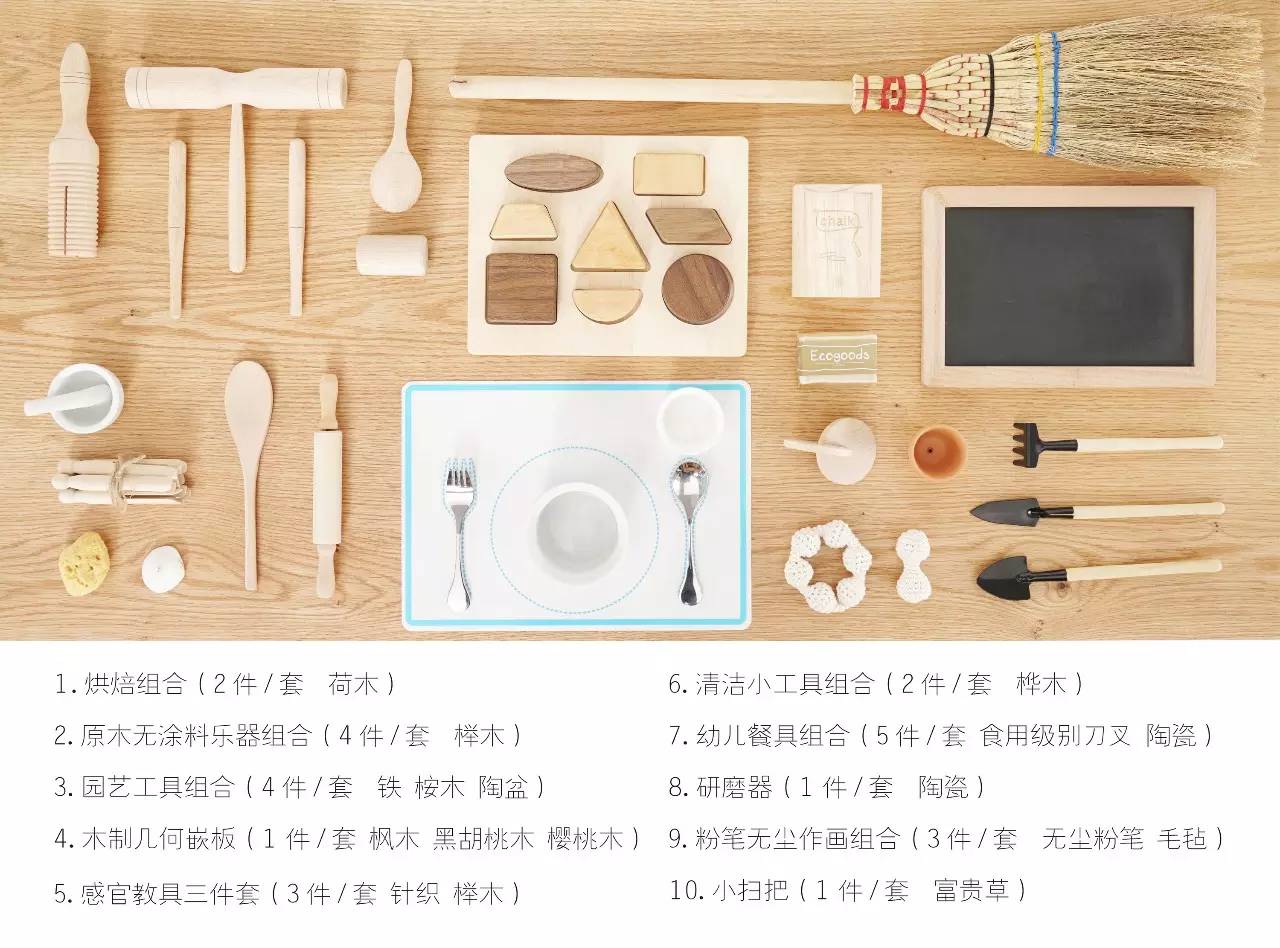 chalk
Ecogoods
1. 烘焙组合（2件/套 荷木）
2. 原木无涂料乐器组合（4件/套 榉木）
3. 园艺工具组合（4件/套 铁 桉木 陶盆）
4. 木制几何嵌板（1件/套 枫木 黑胡桃木 樱桃木）
5. 感官教具三件套（3件/套 针织 榉木）
6. 清洁小工具组合（2件/套 桦木）
7. 幼儿餐具组合（5件/套 食用级别刀叉 陶瓷）
8. 研磨器（1件/套 陶瓷）
9. 粉笔无尘作画组合（3件/套 无尘粉笔 毛毡）
10. 小扫把（1件/套 富贵草）